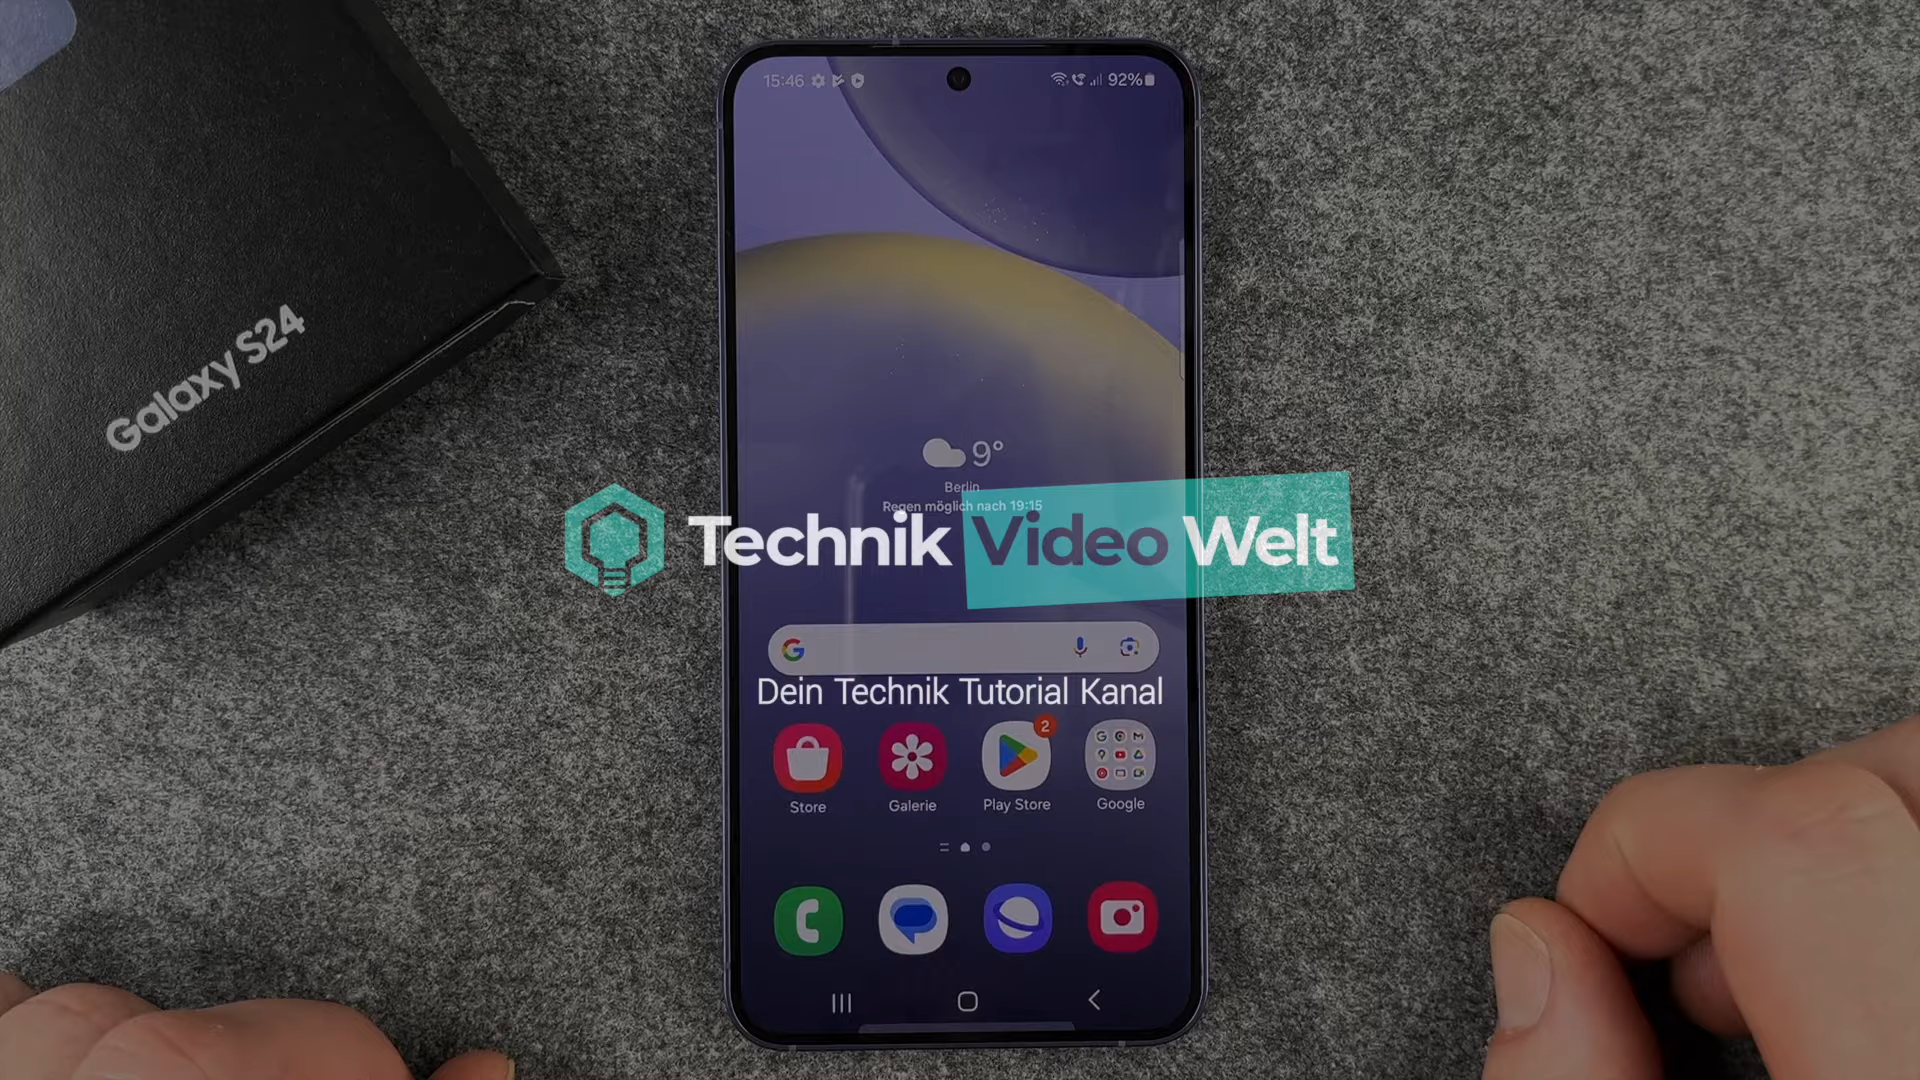 15:46
92%
Galaxy S24
9°
Berlin
Regen möglich nach 19:15
Technik Video Welt
Dein Technik Tutorial Kanal
2
Store
Galerie
Play Store
Google